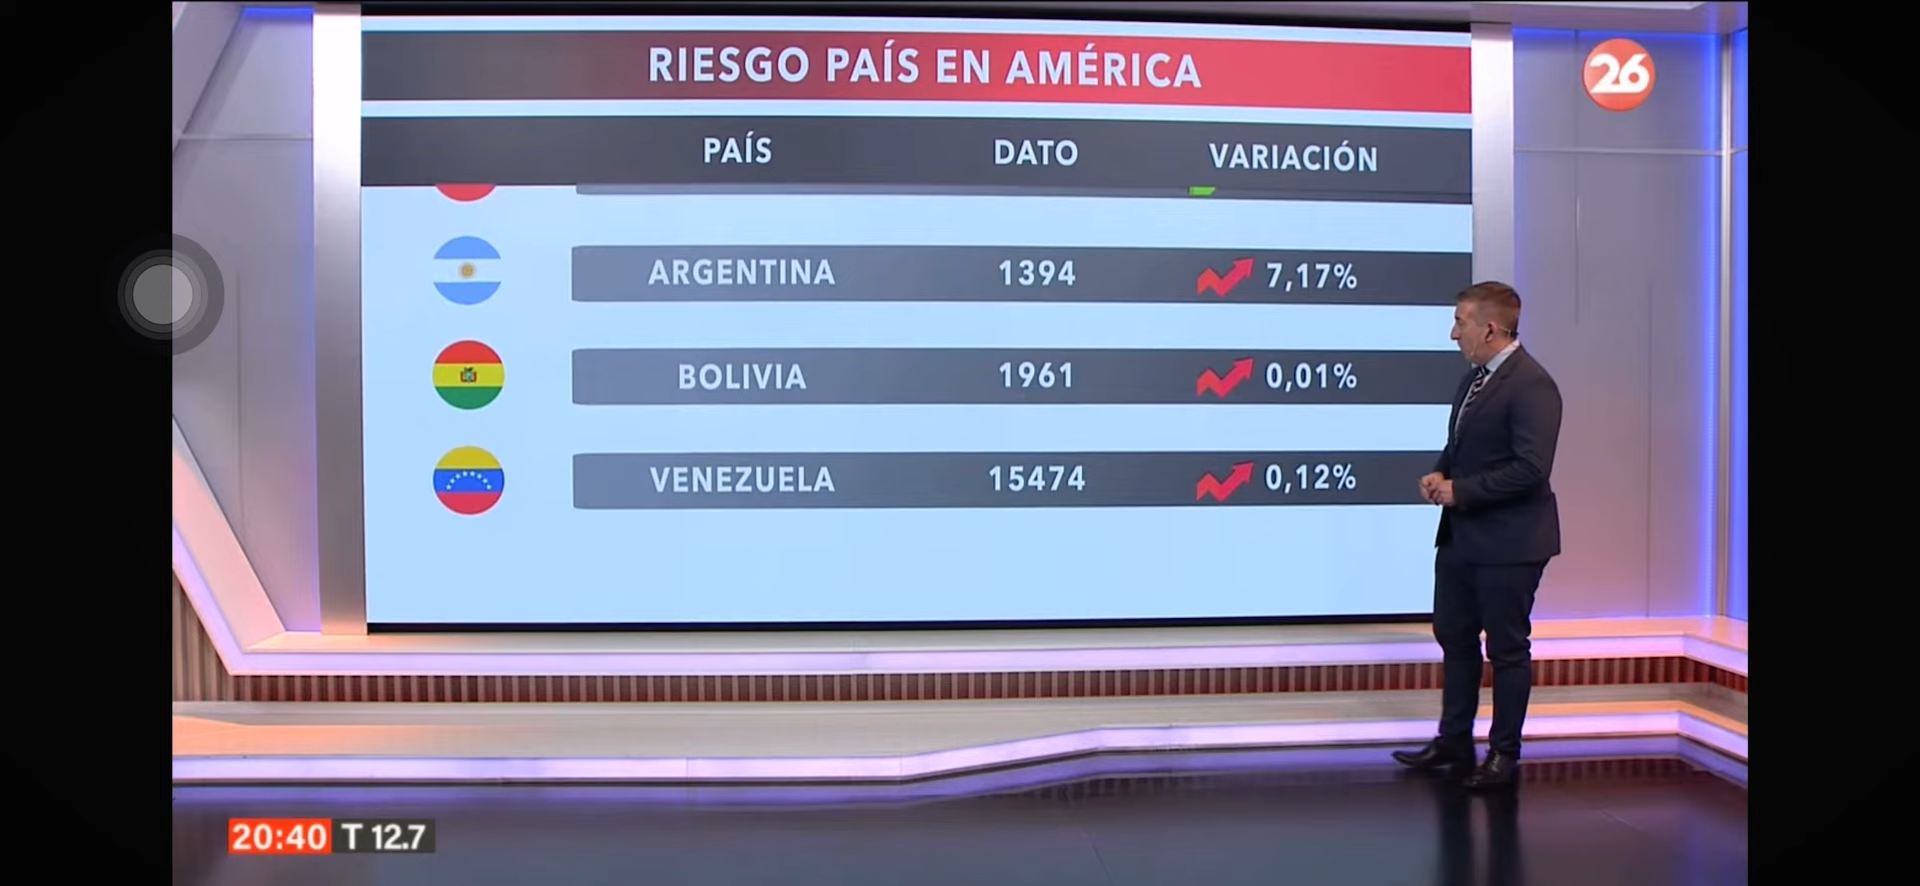 RIESGO PAÍS EN AMÉRICA
26
PAÍS DATO VARIACIÓN
ARGENTINA 1394 7,17%
BOLIVIA 1961 0,01%
VENEZUELA 15474 0,12%
20:40 T 12.7